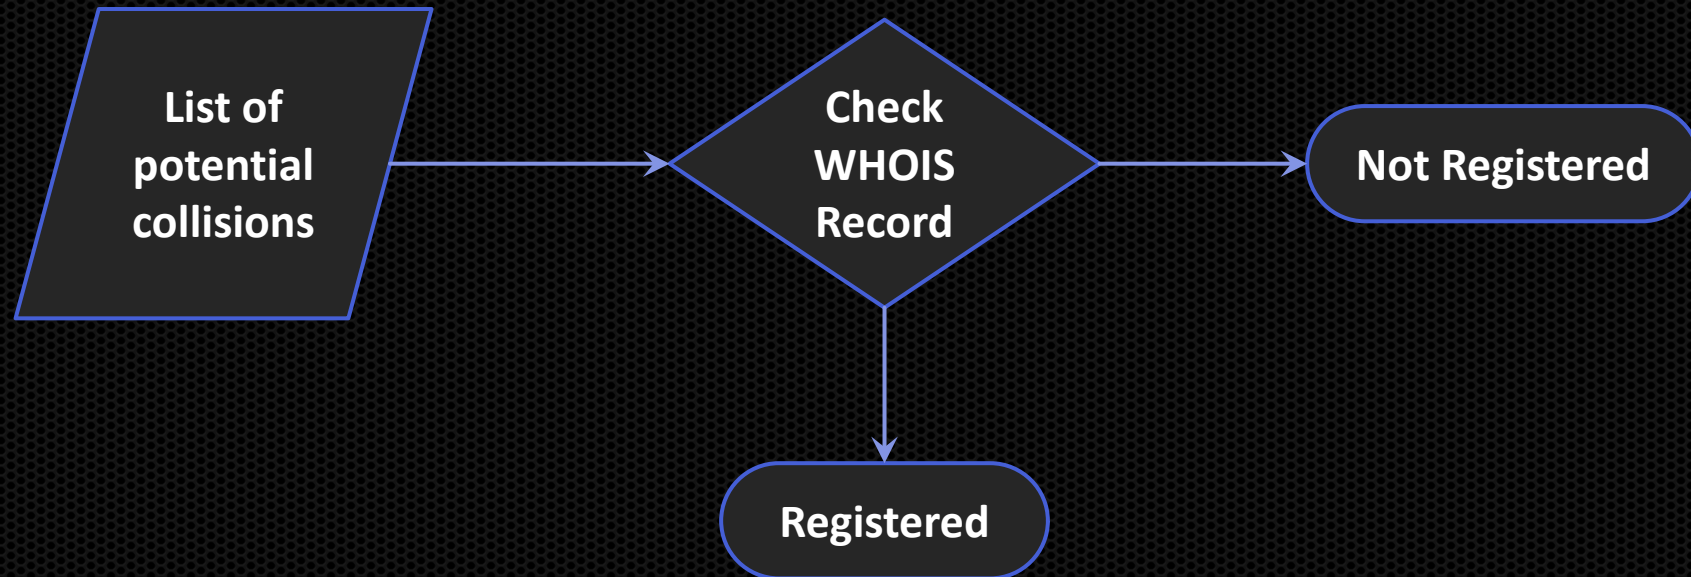 List of
potential
collisions
Check
WHOIS
Record
Not Registered
Registered